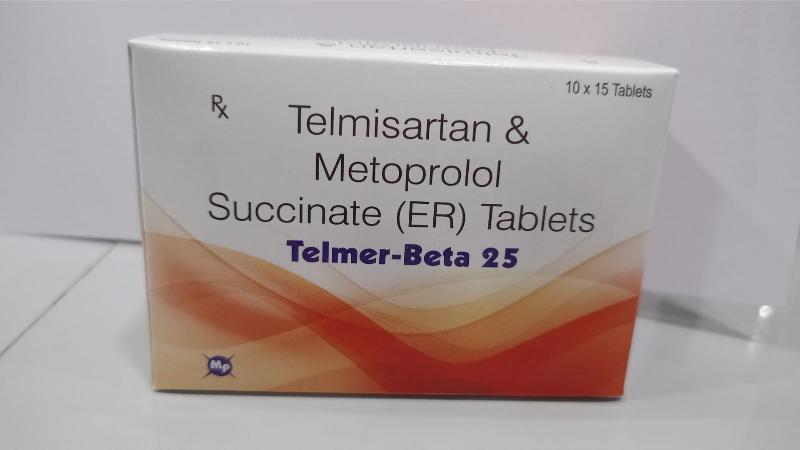 10 x 15 Tablets
Rx
Telmisartan &
Metoprolol
Succinate (ER) Tablets
Telmer-Beta 25
Mp